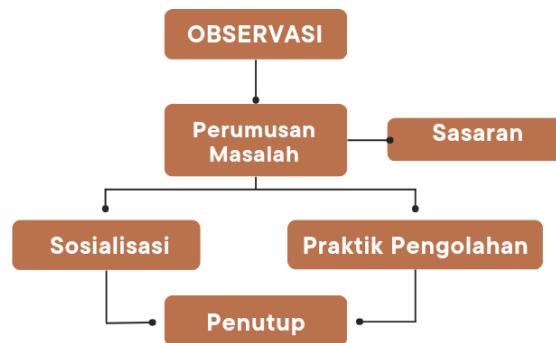 OBSERVASI
Perumusan
Masalah
Sasaran
Sosialisasi
Praktik Pengolahan
Penutup